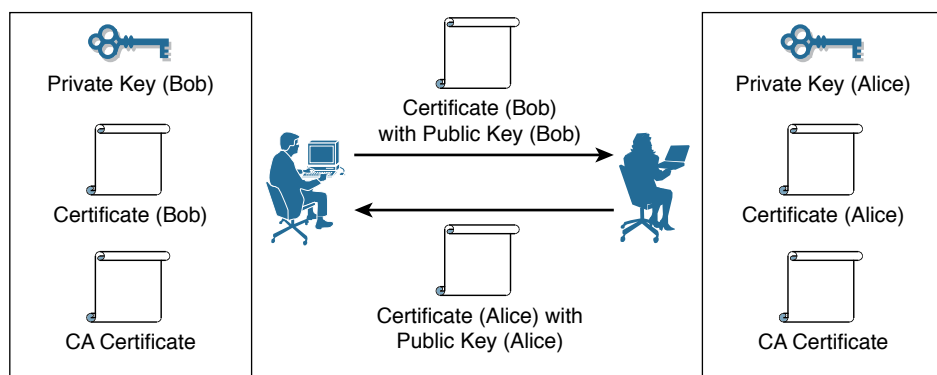 Private Key (Bob)
Certificate (Bob)
CA Certificate
Certificate (Bob)
with Public Key (Bob)
Certificate (Alice) with
Public Key (Alice)
Private Key (Alice)
Certificate (Alice)
CA Certificate